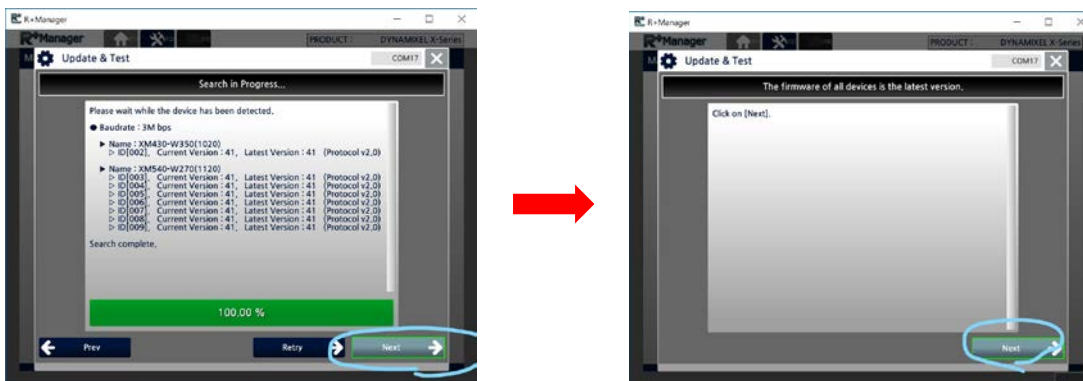 R+Manager
R+Manager
PRODUCT : DYNAMIXEL X-Series
Update & Test
COM17
Search in Progress...
Please wait while the device has been detected.
● Baudrate : 3M bps
▶ Name : XM430-W350(1020)
▷ ID[002], Current Version : 41, Latest Version : 41 (Protocol v2.0)
▶ Name : XM540-W270(1120)
▷ ID[003], Current Version : 41, Latest Version : 41 (Protocol v2.0)
▷ ID[004], Current Version : 41, Latest Version : 41 (Protocol v2.0)
▷ ID[005], Current Version : 41, Latest Version : 41 (Protocol v2.0)
▷ ID[006], Current Version : 41, Latest Version : 41 (Protocol v2.0)
▷ ID[007], Current Version : 41, Latest Version : 41 (Protocol v2.0)
▷ ID[008], Current Version : 41, Latest Version : 41 (Protocol v2.0)
▷ ID[009], Current Version : 41, Latest Version : 41 (Protocol v2.0)
Search complete.
100.00 %
Prev Retry Next
R+Manager
R+Manager
PRODUCT : DYNAMIXEL X-Series
Update & Test
COM17
The firmware of all devices is the latest version.
Click on [Next].
Next